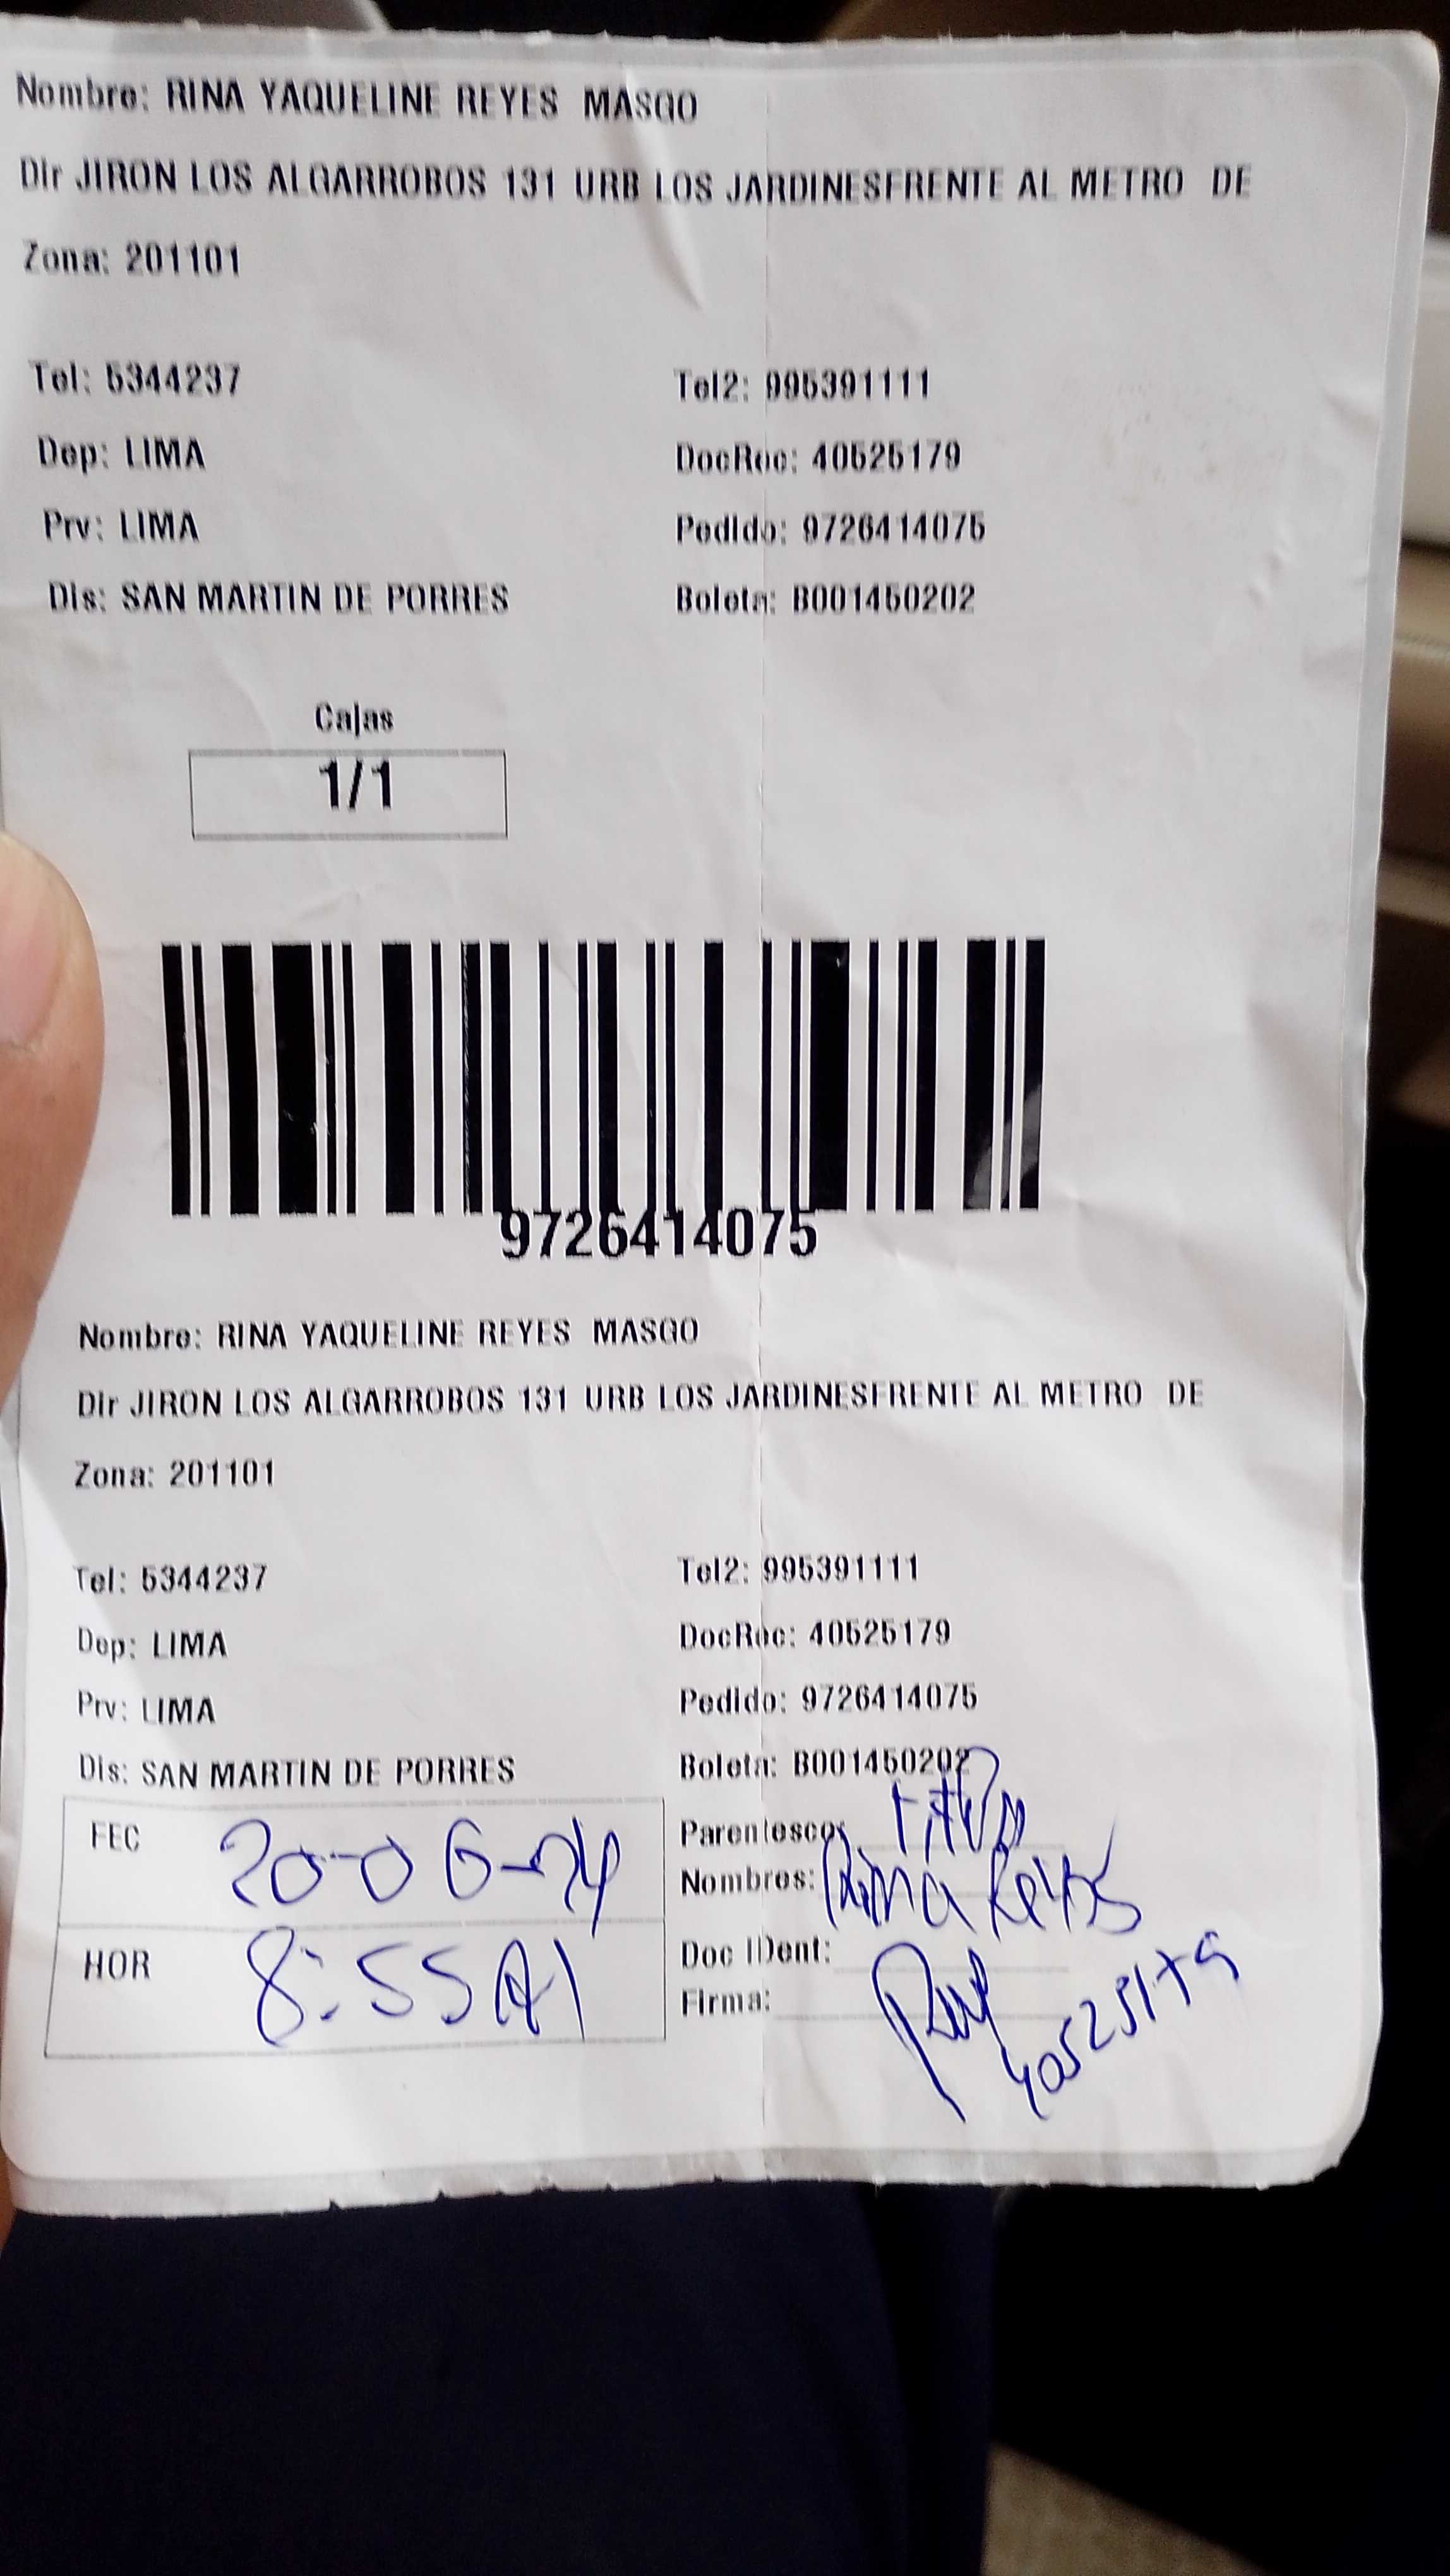 Nombre: RINA YAQUELINE REYES MASGO
Dir JIRON LOS ALGARROBOS 131 URB LOS JARDINESFRENTE AL METRO DE
Zona: 201101
Tel: 5344237 Tel2: 995391111
Dep: LIMA DocRec: 40525179
Prv: LIMA Pedido: 9726414075
Dis: SAN MARTIN DE PORRES Boleta: B001450202
Cajas
1/1
9726414075
Nombre: RINA YAQUELINE REYES MASGO
Dir JIRON LOS ALGARROBOS 131 URB LOS JARDINESFRENTE AL METRO DE
Zona: 201101
Tel: 5344237 Tel2: 995391111
Dep: LIMA DocRec: 40525179
Prv: LIMA Pedido: 9726414075
Dis: SAN MARTIN DE PORRES Boleta: B001450202
FEC 20-06-24 Parentesco:
Nombres: Rina Reyes
HOR 8:55 Doc IDent:
Firma:
40525179